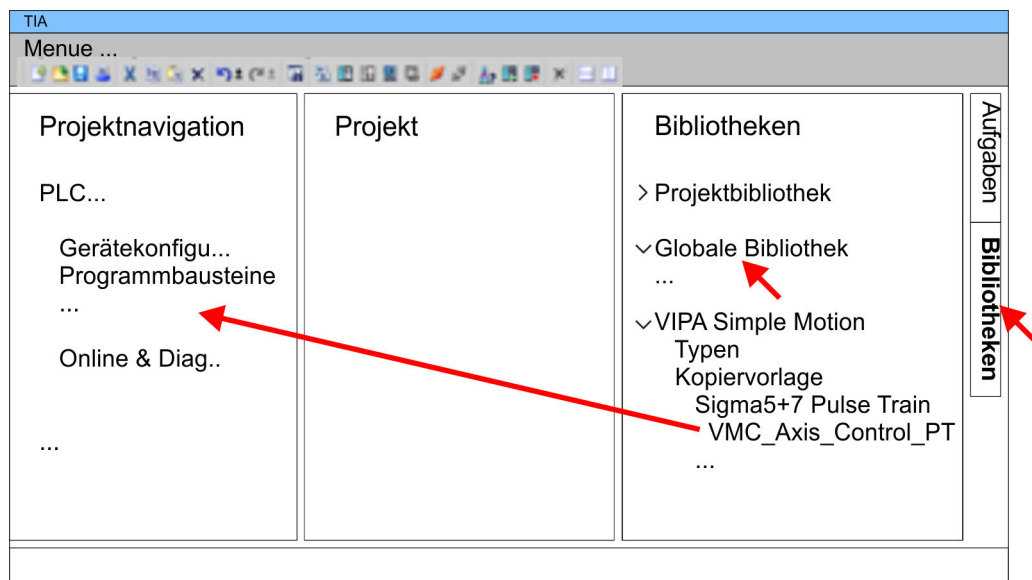 TIA
Menue ...
Projektnavigation
PLC...
Gerätekonfigu...
Programmbausteine
...
Online & Diag..
...
Projekt
Bibliotheken
Projektbibliothek
Globale Bibliothek
...
VIPA Simple Motion
Typen
Kopiervorlage
Sigma5+7 Pulse Train
VMC_Axis_Control_PT
...
Aufgaben
Bibliotheken